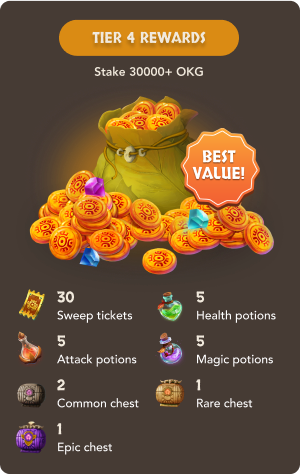 TIER 4 REWARDS
Stake 30000+ OKG
BEST
VALUE!
30
Sweep tickets
5
Health potions
5
Attack potions
5
Magic potions
2
Common chest
1
Rare chest
1
Epic chest